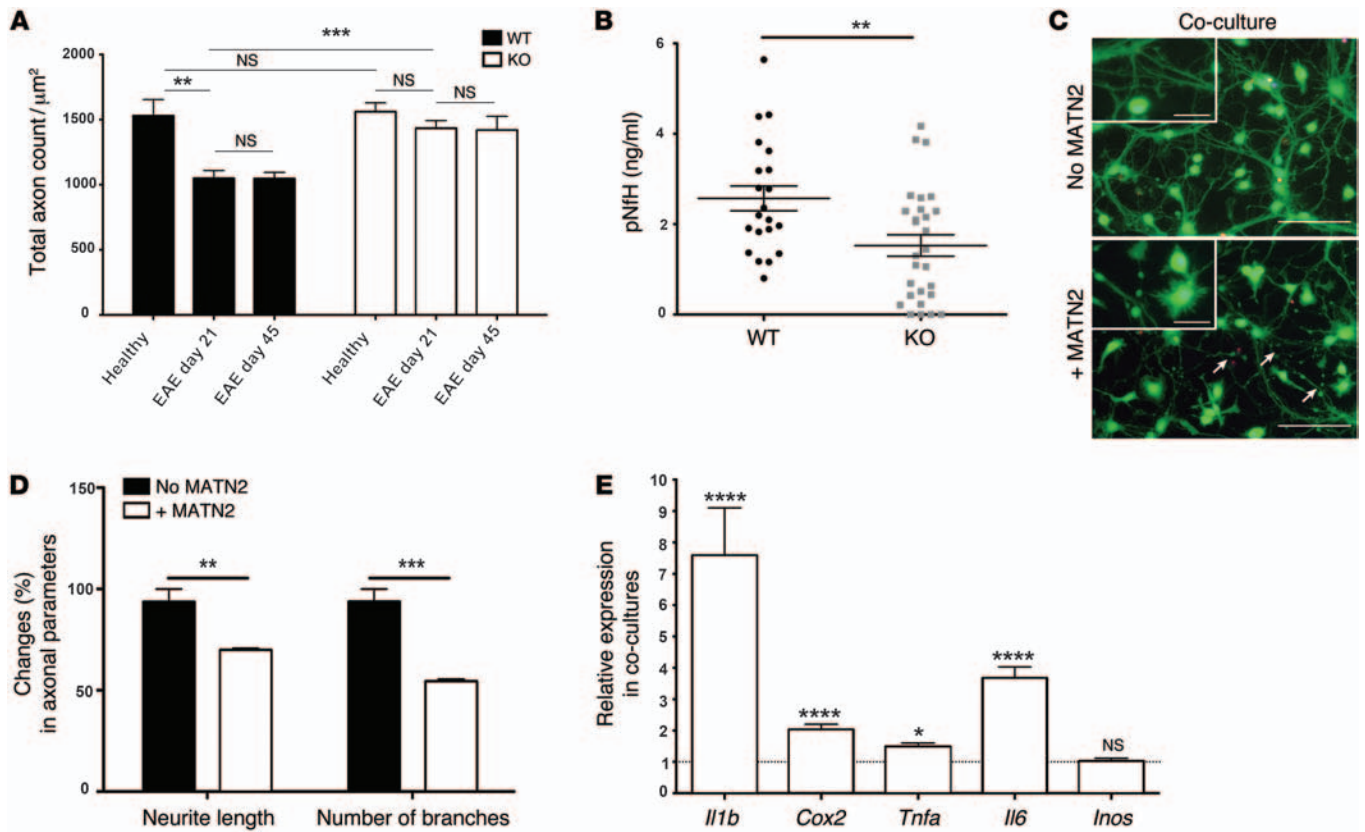 A
Total axon count/μm²
2000
1500
1000
500
0
***
NS
**
NS
NS
NS
WT
KO
Healthy
EAE day 21
EAE day 45
Healthy
EAE day 21
EAE day 45
B
pNfH (ng/ml)
6
4
2
0
**
WT
KO
C
Co-culture
No MATN2
+ MATN2
D
Changes (%)
in axonal parameters
150
100
50
0
No MATN2
+ MATN2
**
***
Neurite length
Number of branches
E
Relative expression
in co-cultures
10
9
8
7
6
5
4
3
2
1
0
****
****
*
****
NS
Il1b
Cox2
Tnfa
Il6
Inos